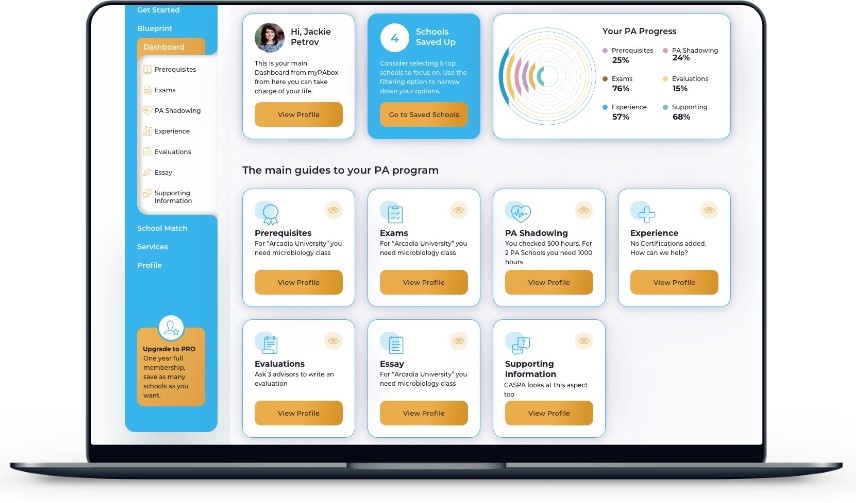 Get Started
Blueprint
Dashboard
Prerequisites
Exams
PA Shadowing
Experience
Evaluations
Essay
Supporting
Information
School Match
Services
Profile
Upgrade to PRO
One year full
membership,
save as many
schools as you
want.
Hi, Jackie
Petrov
This is your main
Dashboard from myPAbox
from here you can take
charge of your life.
View Profile
4
Schools
Saved Up
Consider selecting 5 top
schools to focus on. Use the
filtering option to narrow
down your options.
Go to Saved Schools
Your PA Progress
Prerequisites
25%
PA Shadowing
24%
Exams
76%
Evaluations
15%
Experience
57%
Supporting
68%
The main guides to your PA program
Prerequisites
For "Arcadia University" you
need microbiology class
View Profile
Exams
For "Arcadia University" you
need microbiology class
View Profile
PA Shadowing
You checked 500 hours. For
2 PA Schools you need 1000
hours
View Profile
Experience
No Certifications added.
How can we help?
View Profile
Evaluations
Ask 3 advisors to write an
evaluation
View Profile
Essay
For "Arcadia University" you
need microbiology class
View Profile
Supporting
Information
CASPA looks at this aspect
too
View Profile